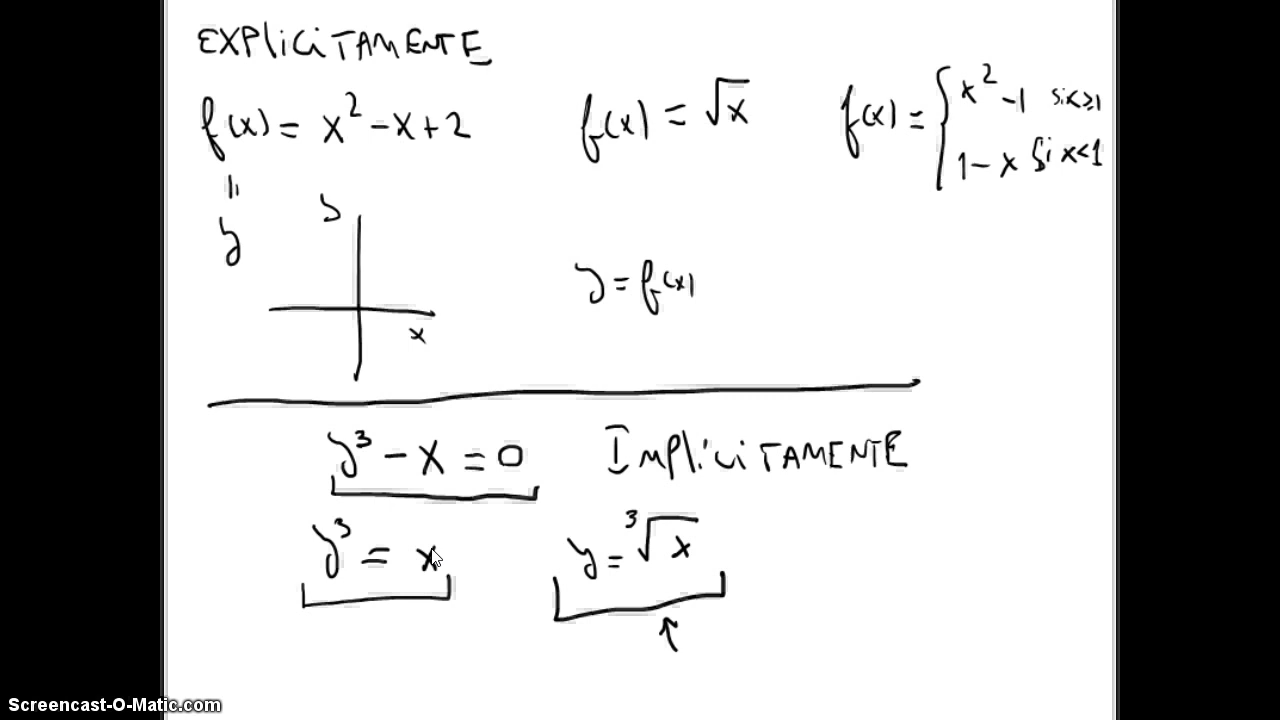 EXPLICITAMENTE
f(x) = x² - x + 2
f(x) = √x
f(x) = { x² - 1 si x ≥ 1
1 - x si x < 1
=
y
y
x
y = f(x)
y³ - x = 0
IMPLICITAMENTE
y³ = x
y = ³√x
Screencast-O-Matic.com